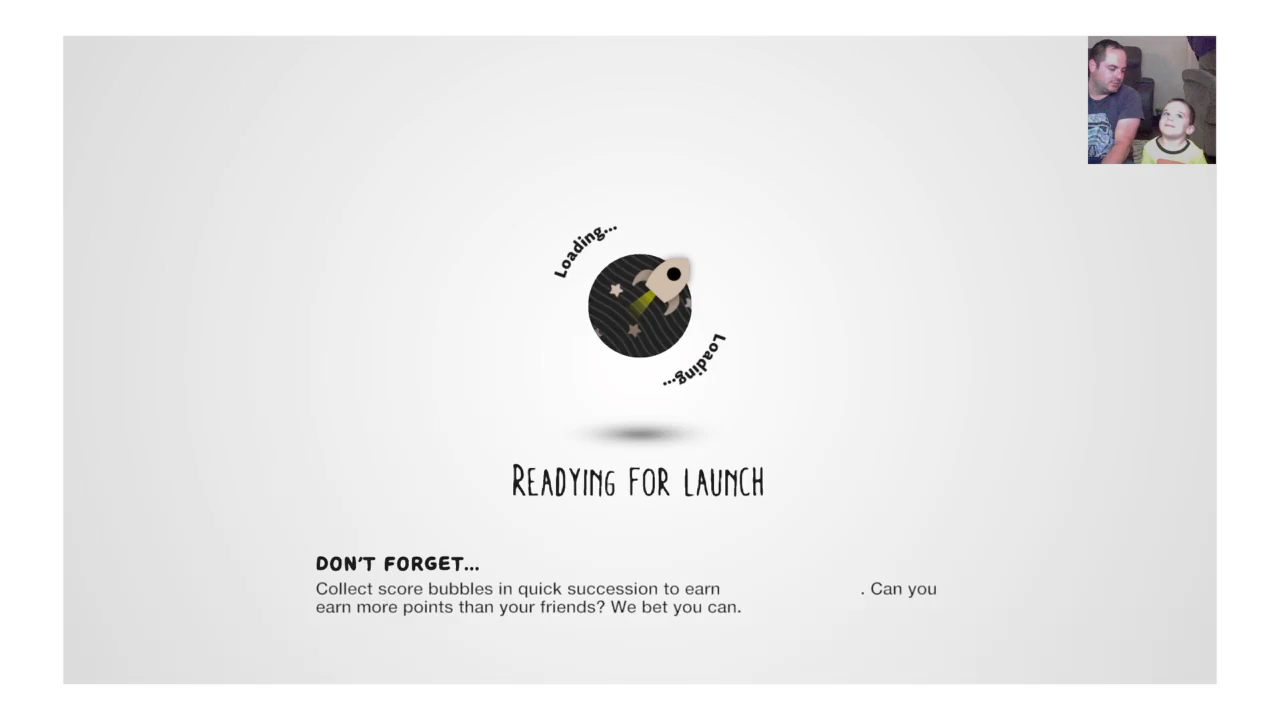 Loading...
Loading...
READYING FOR LAUNCH
DON'T FORGET...
Collect score bubbles in quick succession to earn . Can you
earn more points than your friends? We bet you can.